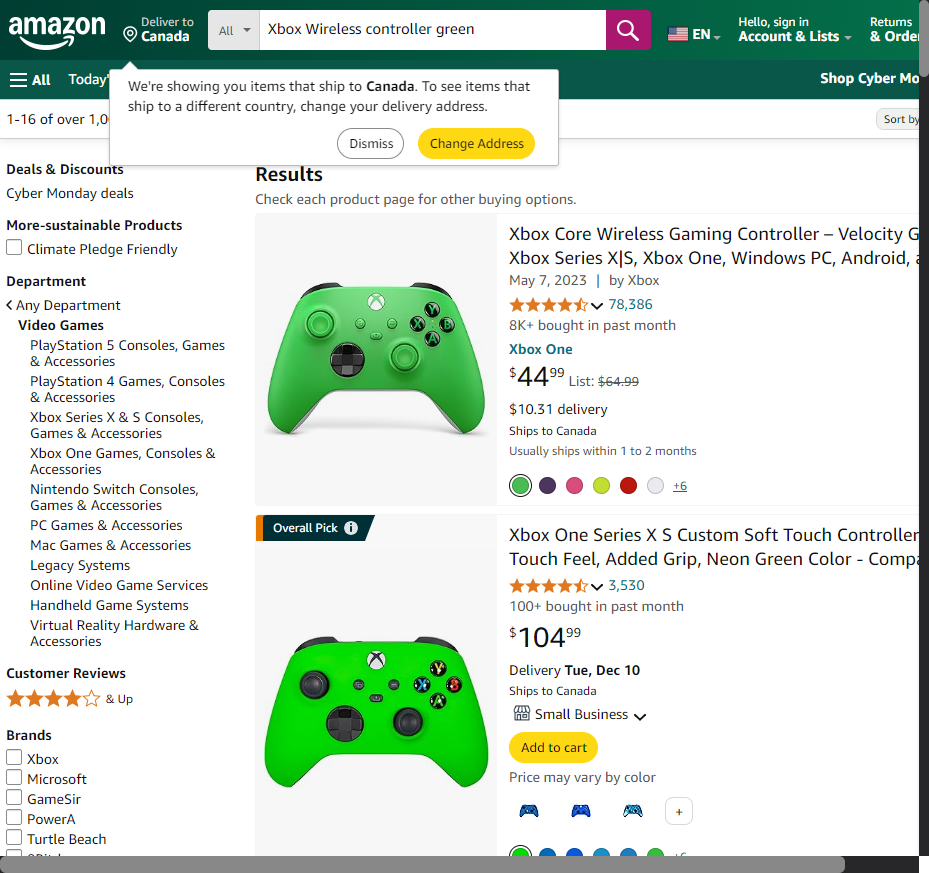 amazon
Deliver to
Canada
All
Xbox Wireless controller green
EN
Hello, sign in
Account & Lists
Returns
& Order
All
Today'
Shop Cyber Mo
We're showing you items that ship to Canada. To see items that
ship to a different country, change your delivery address.
Dismiss
Change Address
1-16 of over 1,0
Sort by
Deals & Discounts
Cyber Monday deals
More-sustainable Products
Climate Pledge Friendly
Department
Any Department
Video Games
PlayStation 5 Consoles, Games
& Accessories
PlayStation 4 Games, Consoles
& Accessories
Xbox Series X & S Consoles,
Games & Accessories
Xbox One Games, Consoles &
Accessories
Nintendo Switch Consoles,
Games & Accessories
PC Games & Accessories
Mac Games & Accessories
Legacy Systems
Online Video Game Services
Handheld Game Systems
Virtual Reality Hardware &
Accessories
Customer Reviews
& Up
Brands
Xbox
Microsoft
GameSir
PowerA
Turtle Beach
Results
Check each product page for other buying options.
Y
X B
A
Xbox Core Wireless Gaming Controller – Velocity G
Xbox Series X|S, Xbox One, Windows PC, Android, a
May 7, 2023 | by Xbox
78,386
8K+ bought in past month
Xbox One
$44.99 List: $64.99
$10.31 delivery
Ships to Canada
Usually ships within 1 to 2 months
+6
Overall Pick
Y
X B
A
Xbox One Series X S Custom Soft Touch Controller
Touch Feel, Added Grip, Neon Green Color - Compa
3,530
100+ bought in past month
$104.99
Delivery Tue, Dec 10
Ships to Canada
Small Business
Add to cart
Price may vary by color
+
+6